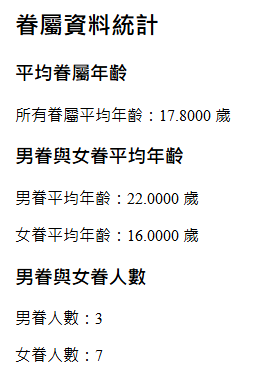 眷屬資料統計
平均眷屬年齡
所有眷屬平均年齡：17.8000 歲
男眷與女眷平均年齡
男眷平均年齡：22.0000 歲
女眷平均年齡：16.0000 歲
男眷與女眷人數
男眷人數：3
女眷人數：7